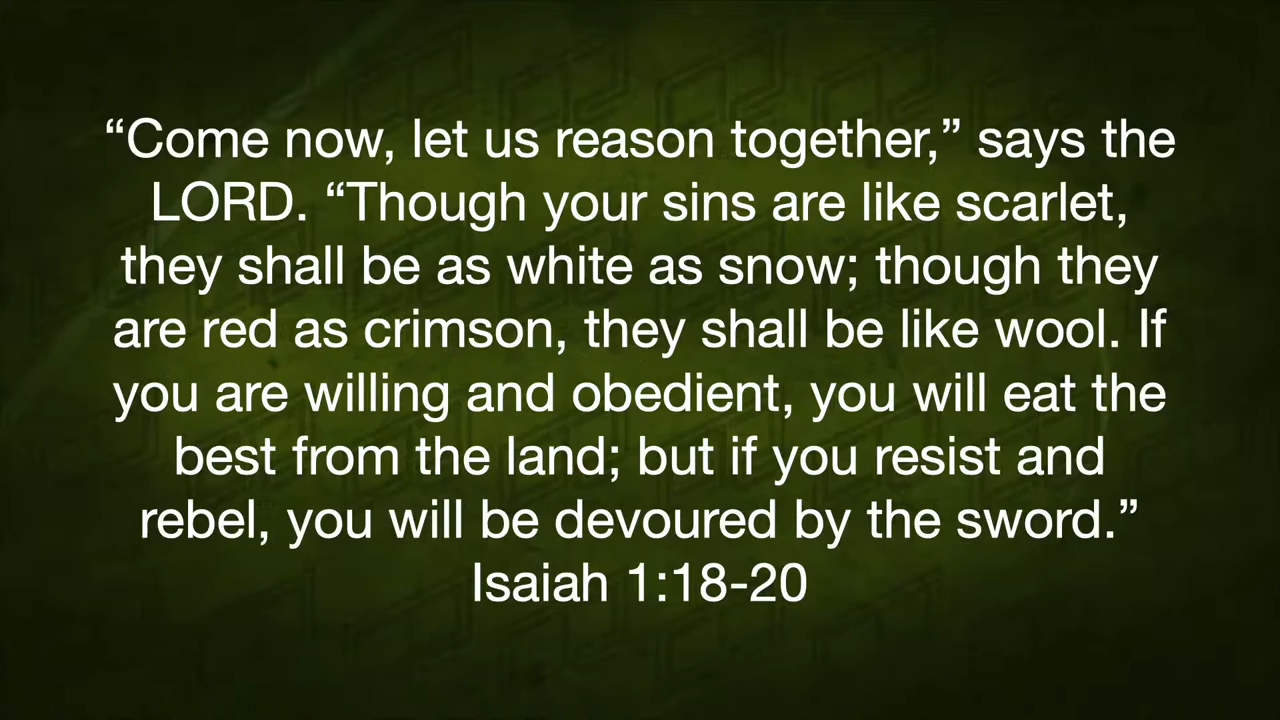 “Come now, let us reason together,” says the
LORD. “Though your sins are like scarlet,
they shall be as white as snow; though they
are red as crimson, they shall be like wool. If
you are willing and obedient, you will eat the
best from the land; but if you resist and
rebel, you will be devoured by the sword.”
Isaiah 1:18-20